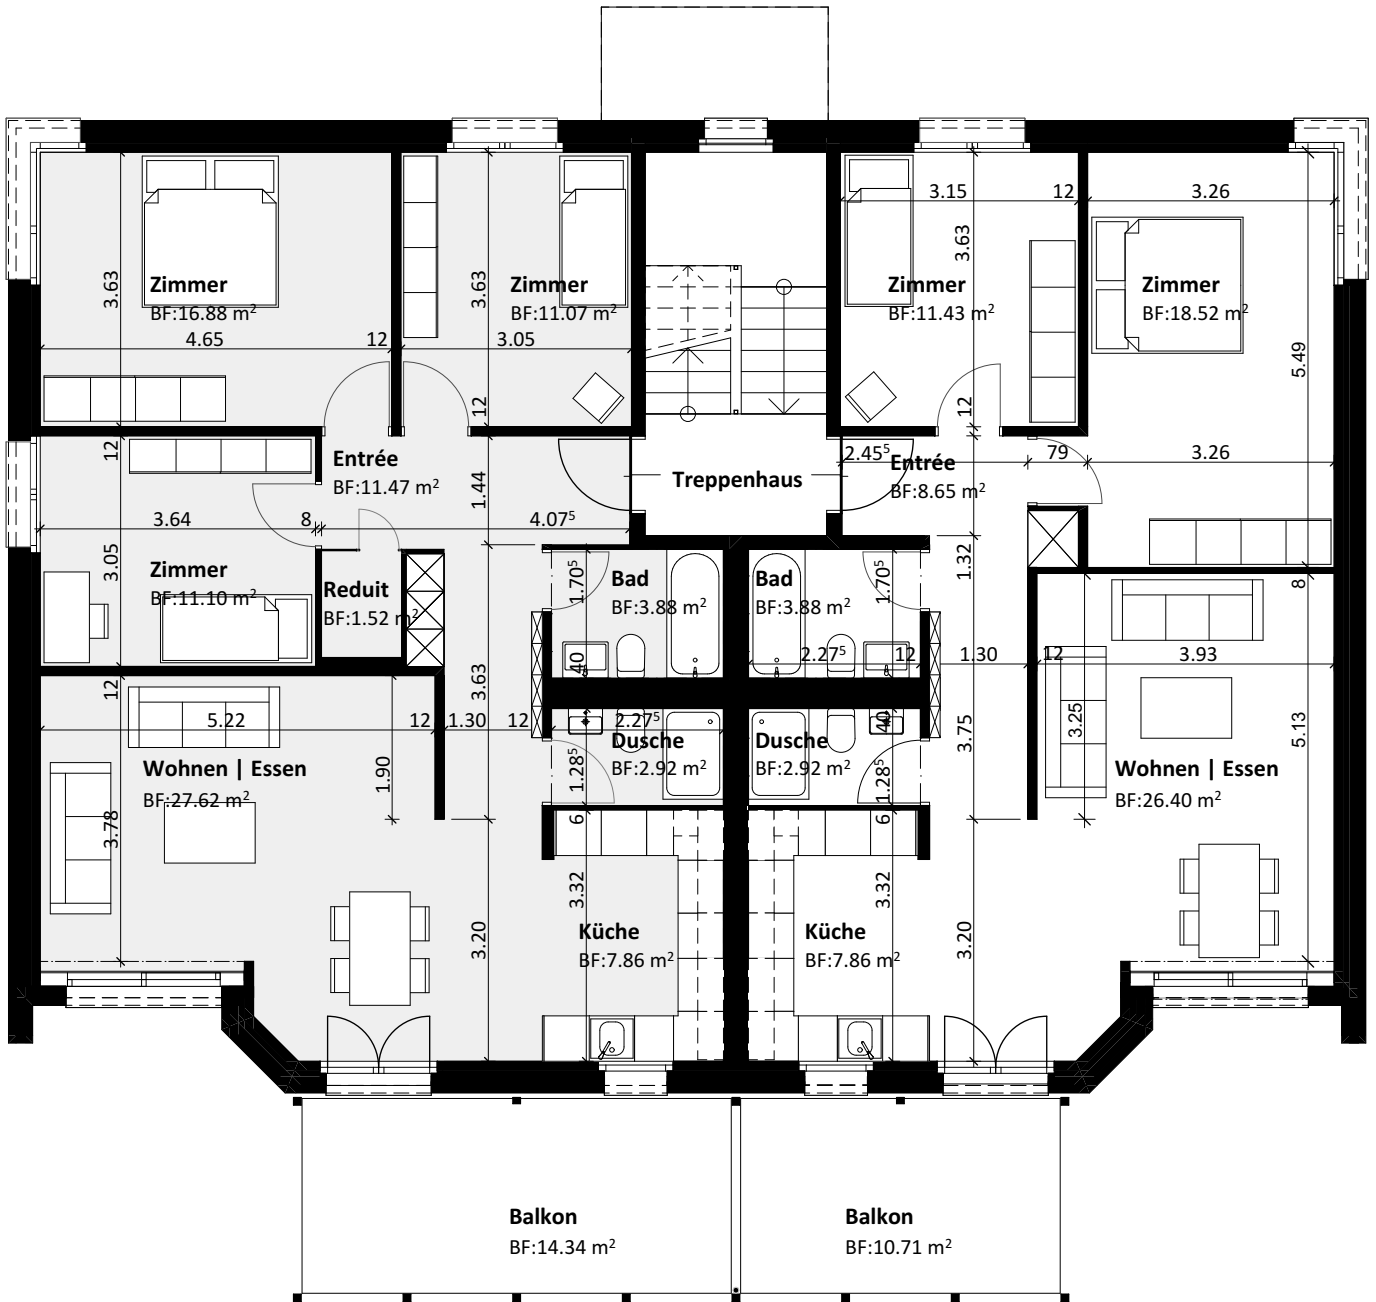 3.15
12
3.26
3.63
3.63
3.63
Zimmer
BF:16.88 m²
Zimmer
BF:11.07 m²
Zimmer
BF:11.43 m²
Zimmer
BF:18.52 m²
4.65
12
3.05
5.49
12
12
12
Entrée
BF:11.47 m²
1.44
Treppenhaus
2.45⁵
Entrée
BF:8.65 m²
79
3.26
3.64
8
4.07⁵
3.05
1.32
Zimmer
BF:11.10 m²
Reduit
BF:1.52 m²
1.70⁵
Bad
BF:3.88 m²
Bad
BF:3.88 m²
1.70⁵
8
40
2.27⁵
12
1.30
12
3.93
12
3.63
5.22
12
1.30
12
2.27⁵
40
3.75
3.25
5.13
Wohnen | Essen
BF:27.62 m²
1.90
1.28⁵
Dusche
BF:2.92 m²
Dusche
BF:2.92 m²
1.28⁵
Wohnen | Essen
BF:26.40 m²
3.78
6
6
3.32
3.32
3.20
Küche
BF:7.86 m²
Küche
BF:7.86 m²
3.20
Balkon
BF:14.34 m²
Balkon
BF:10.71 m²